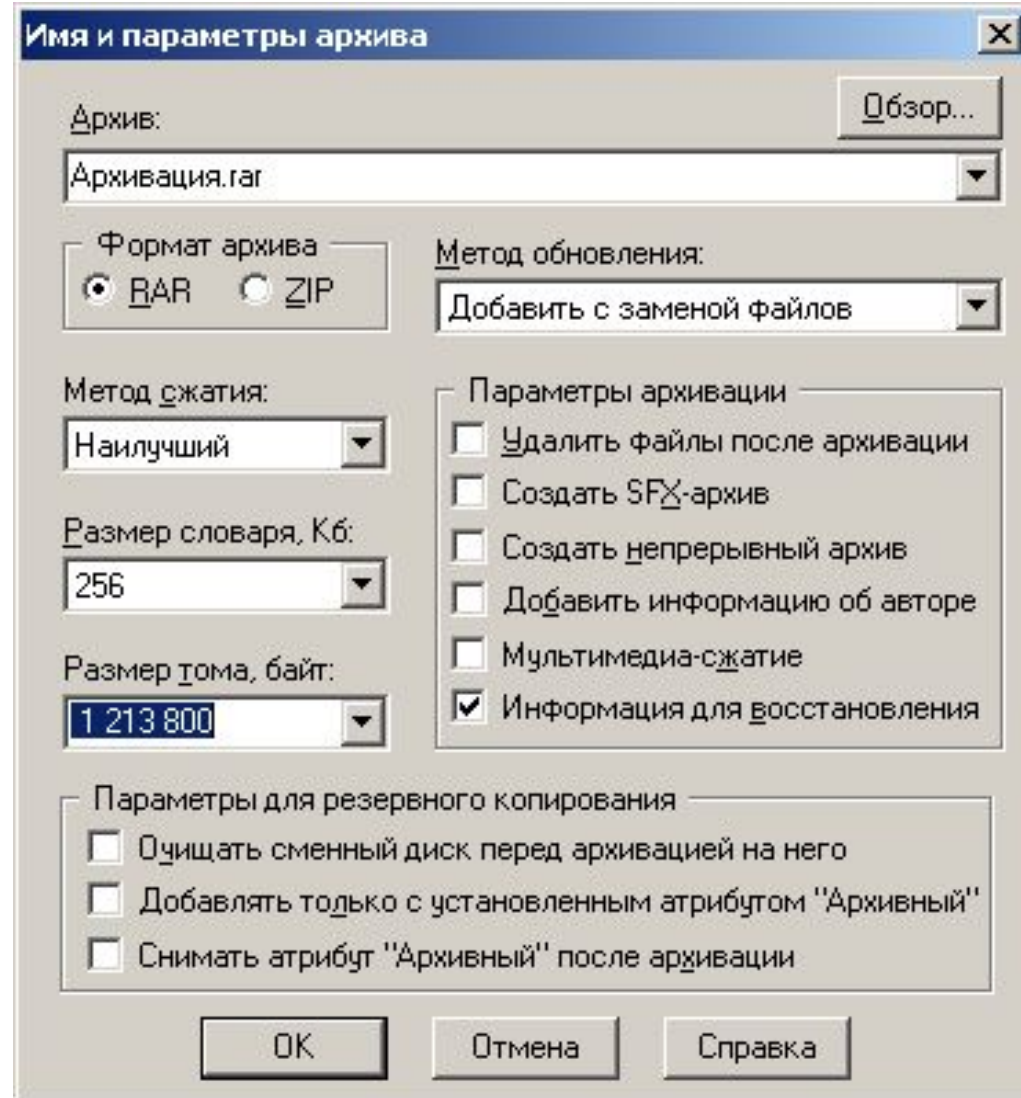 Имя и параметры архива
Обзор...
Архив:
Архивация.rar
Формат архива
RAR ZIP
Метод обновления:
Добавить с заменой файлов
Метод сжатия:
Наилучший
Размер словаря, Кб:
256
Размер тома, байт:
1 213 800
Параметры архивации
Удалить файлы после архивации
Создать SFX-архив
Создать непрерывный архив
Добавить информацию об авторе
Мультимедиа-сжатие
Информация для восстановления
Параметры для резервного копирования
Очищать сменный диск перед архивацией на него
Добавлять только с установленным атрибутом "Архивный"
Снимать атрибут "Архивный" после архивации
OK Отмена Справка